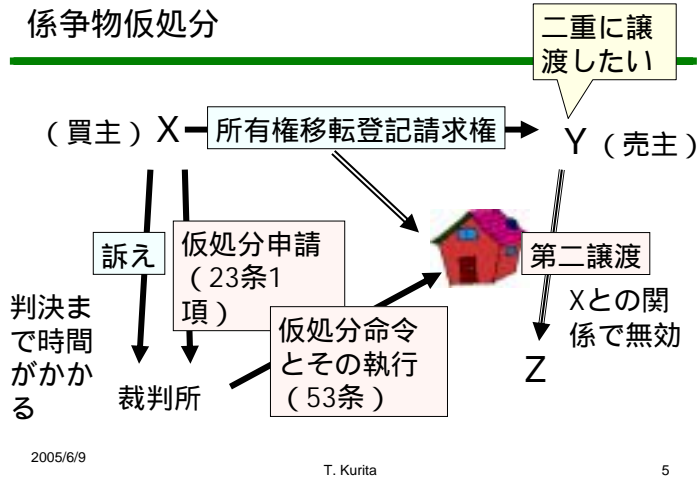 係争物仮処分
二重に譲
渡したい
（買主）X
所有権移転登記請求権
Y（売主）
訴え
仮処分申請
（23条1
項）
第二譲渡
判決ま
で時間
がかか
る
仮処分命令
とその執行
（53条）
Xとの関
係で無効
裁判所
Z
2005/6/9
T. Kurita
5